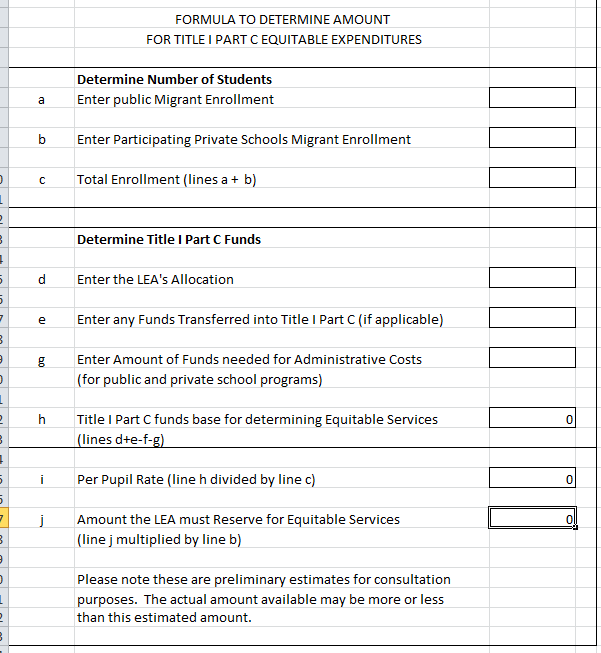 FORMULA TO DETERMINE AMOUNT
FOR TITLE I PART C EQUITABLE EXPENDITURES
Determine Number of Students
a Enter public Migrant Enrollment
b Enter Participating Private Schools Migrant Enrollment
c Total Enrollment (lines a + b)
Determine Title I Part C Funds
d Enter the LEA's Allocation
e Enter any Funds Transferred into Title I Part C (if applicable)
g Enter Amount of Funds needed for Administrative Costs
(for public and private school programs)
h Title I Part C funds base for determining Equitable Services 0
(lines d+e-f-g)
i Per Pupil Rate (line h divided by line c) 0
j Amount the LEA must Reserve for Equitable Services 0
(line j multiplied by line b)
Please note these are preliminary estimates for consultation
purposes. The actual amount available may be more or less
than this estimated amount.